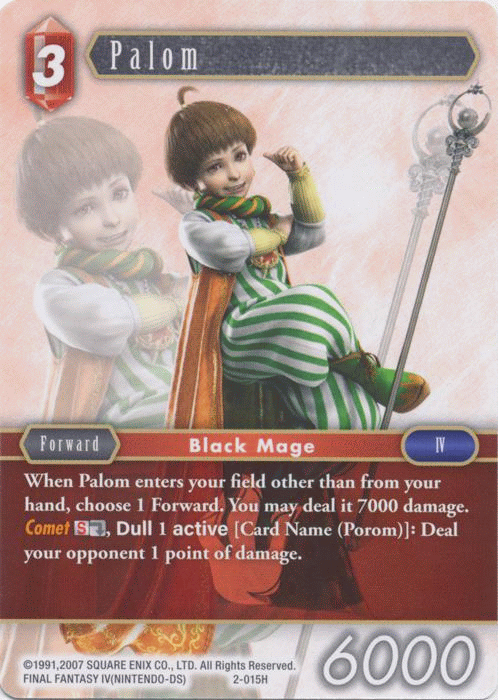 3
Palom
Forward
Black Mage
IV
When Palom enters your field other than from your
hand, choose 1 Forward. You may deal it 7000 damage.
Comet S, Dull 1 active [Card Name (Porom)]: Deal
your opponent 1 point of damage.
©1991,2007 SQUARE ENIX CO., LTD. All Rights Reserved.
FINAL FANTASY IV(NINTENDO-DS) 2-015H
6000